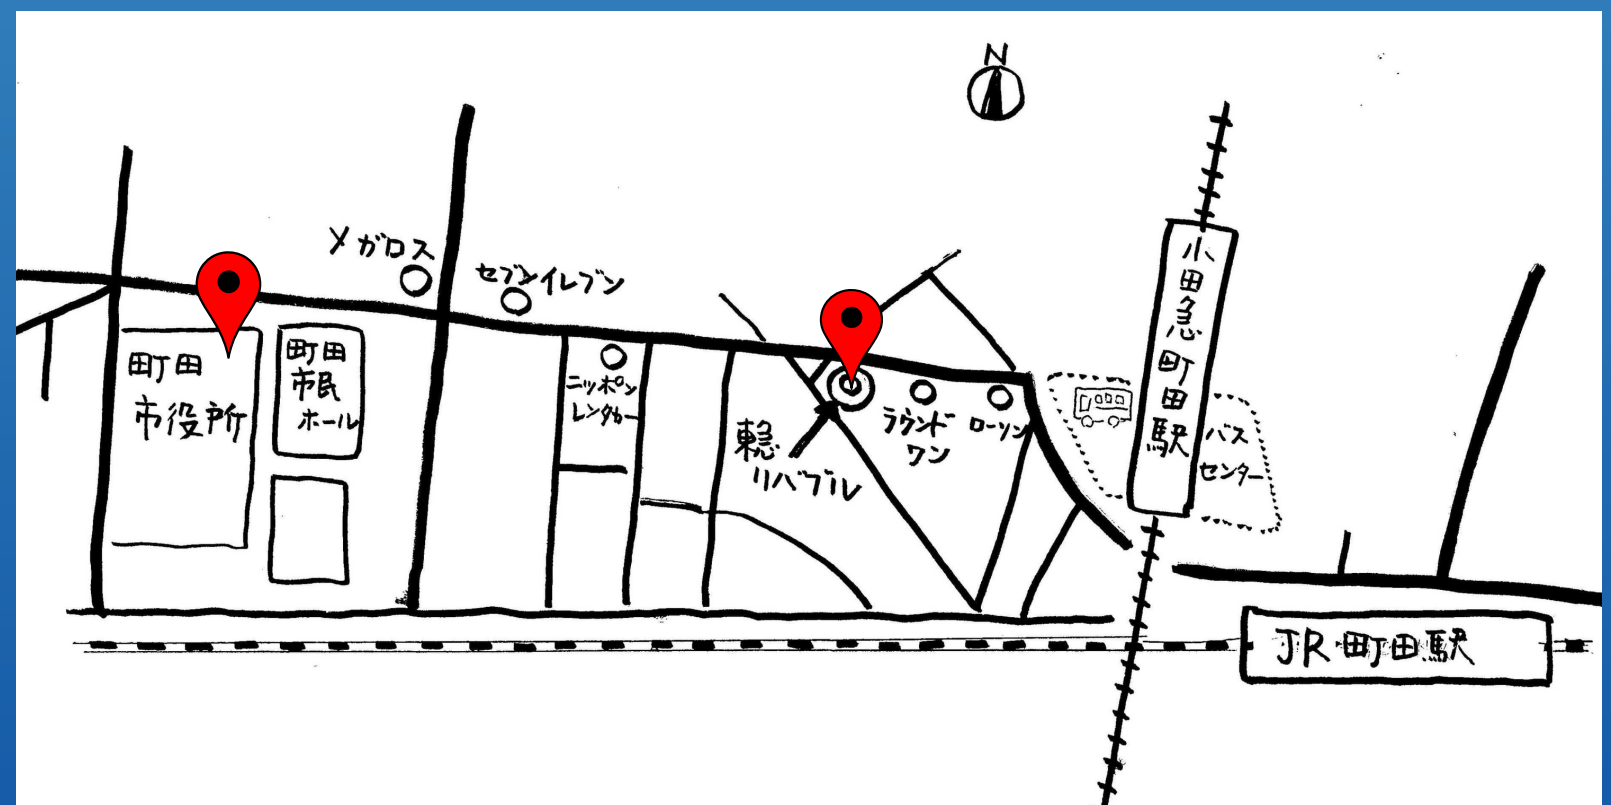 N
メガロス
セブンイレブン
町田
市役所
町田
市民
ホール
ニッポン
レンタカー
東急
リバブル
ラウンド
ワン
ローソン
小田急町田駅
バス
センター
JR町田駅